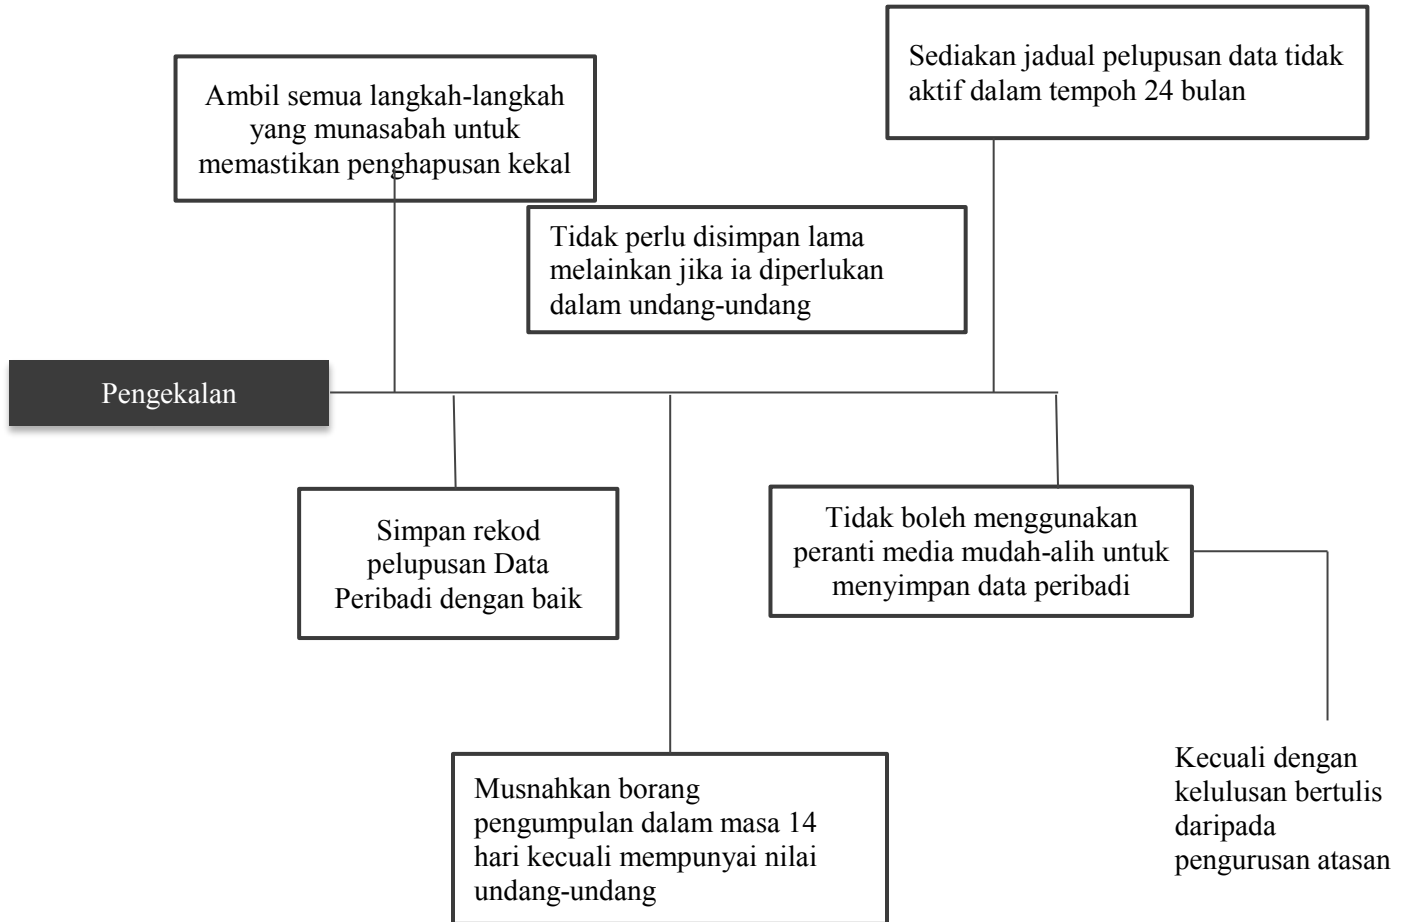 Sediakan jadual pelupusan data tidak
aktif dalam tempoh 24 bulan
Ambil semua langkah-langkah
yang munasabah untuk
memastikan penghapusan kekal
Tidak perlu disimpan lama
melainkan jika ia diperlukan
dalam undang-undang
Pengekalan
Simpan rekod
pelupusan Data
Peribadi dengan baik
Tidak boleh menggunakan
peranti media mudah-alih untuk
menyimpan data peribadi
Musnahkan borang
pengumpulan dalam masa 14
hari kecuali mempunyai nilai
undang-undang
Kecuali dengan
kelulusan bertulis
daripada
pengurusan atasan